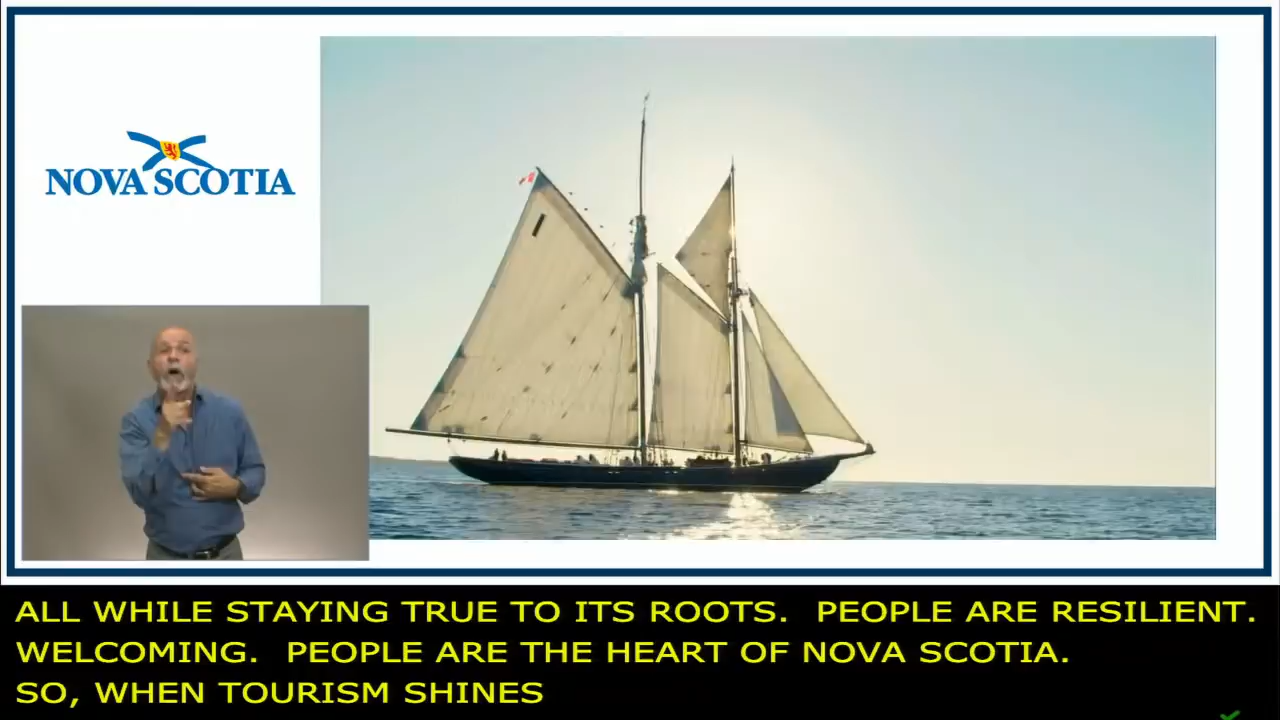 NOVA SCOTIA
ALL WHILE STAYING TRUE TO ITS ROOTS.  PEOPLE ARE RESILIENT.
WELCOMING.  PEOPLE ARE THE HEART OF NOVA SCOTIA.
SO, WHEN TOURISM SHINES